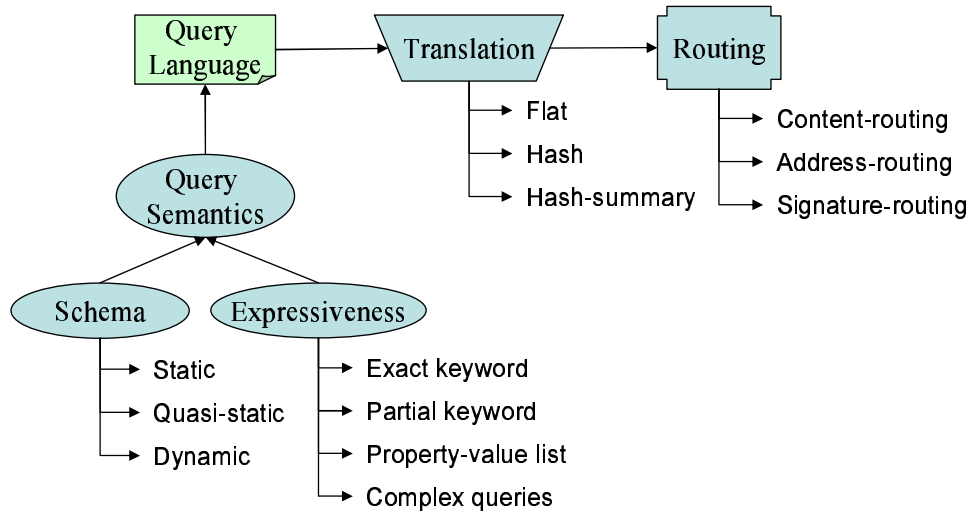 Query
Language
Translation
Routing
Flat
Hash
Hash-summary
Content-routing
Address-routing
Signature-routing
Query
Semantics
Schema
Expressiveness
Static
Quasi-static
Dynamic
Exact keyword
Partial keyword
Property-value list
Complex queries